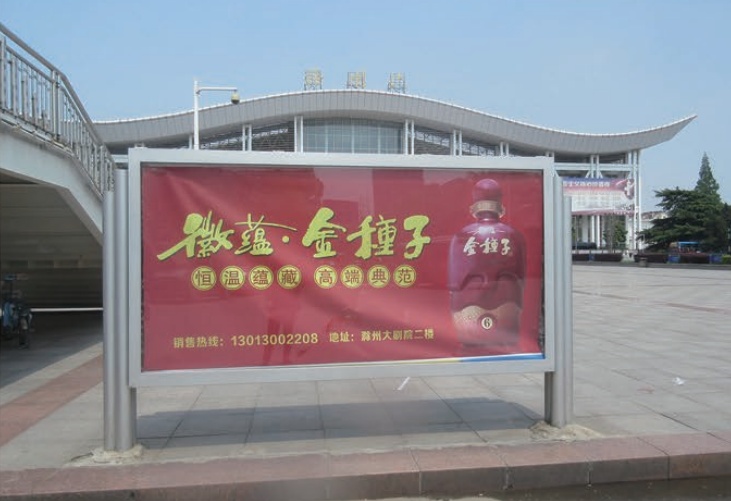 徽蕴·金種子
恒温蕴藏 高端典范
销售热线：13013002208 地址：滁州大剧院二楼
金種子
6